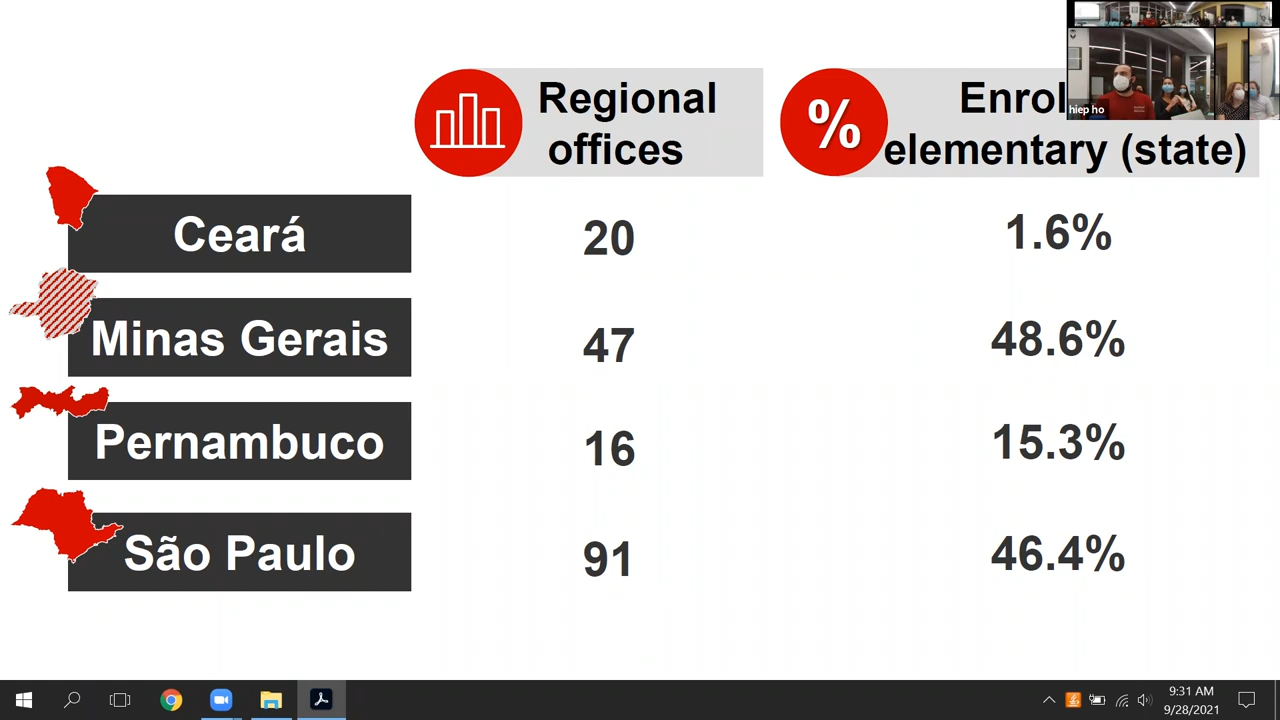 Regional
offices
%
elementary (state)
hiep ho
Ceará
20
1.6%
Minas Gerais
47
48.6%
Pernambuco
16
15.3%
São Paulo
91
46.4%
9:31 AM
9/28/2021